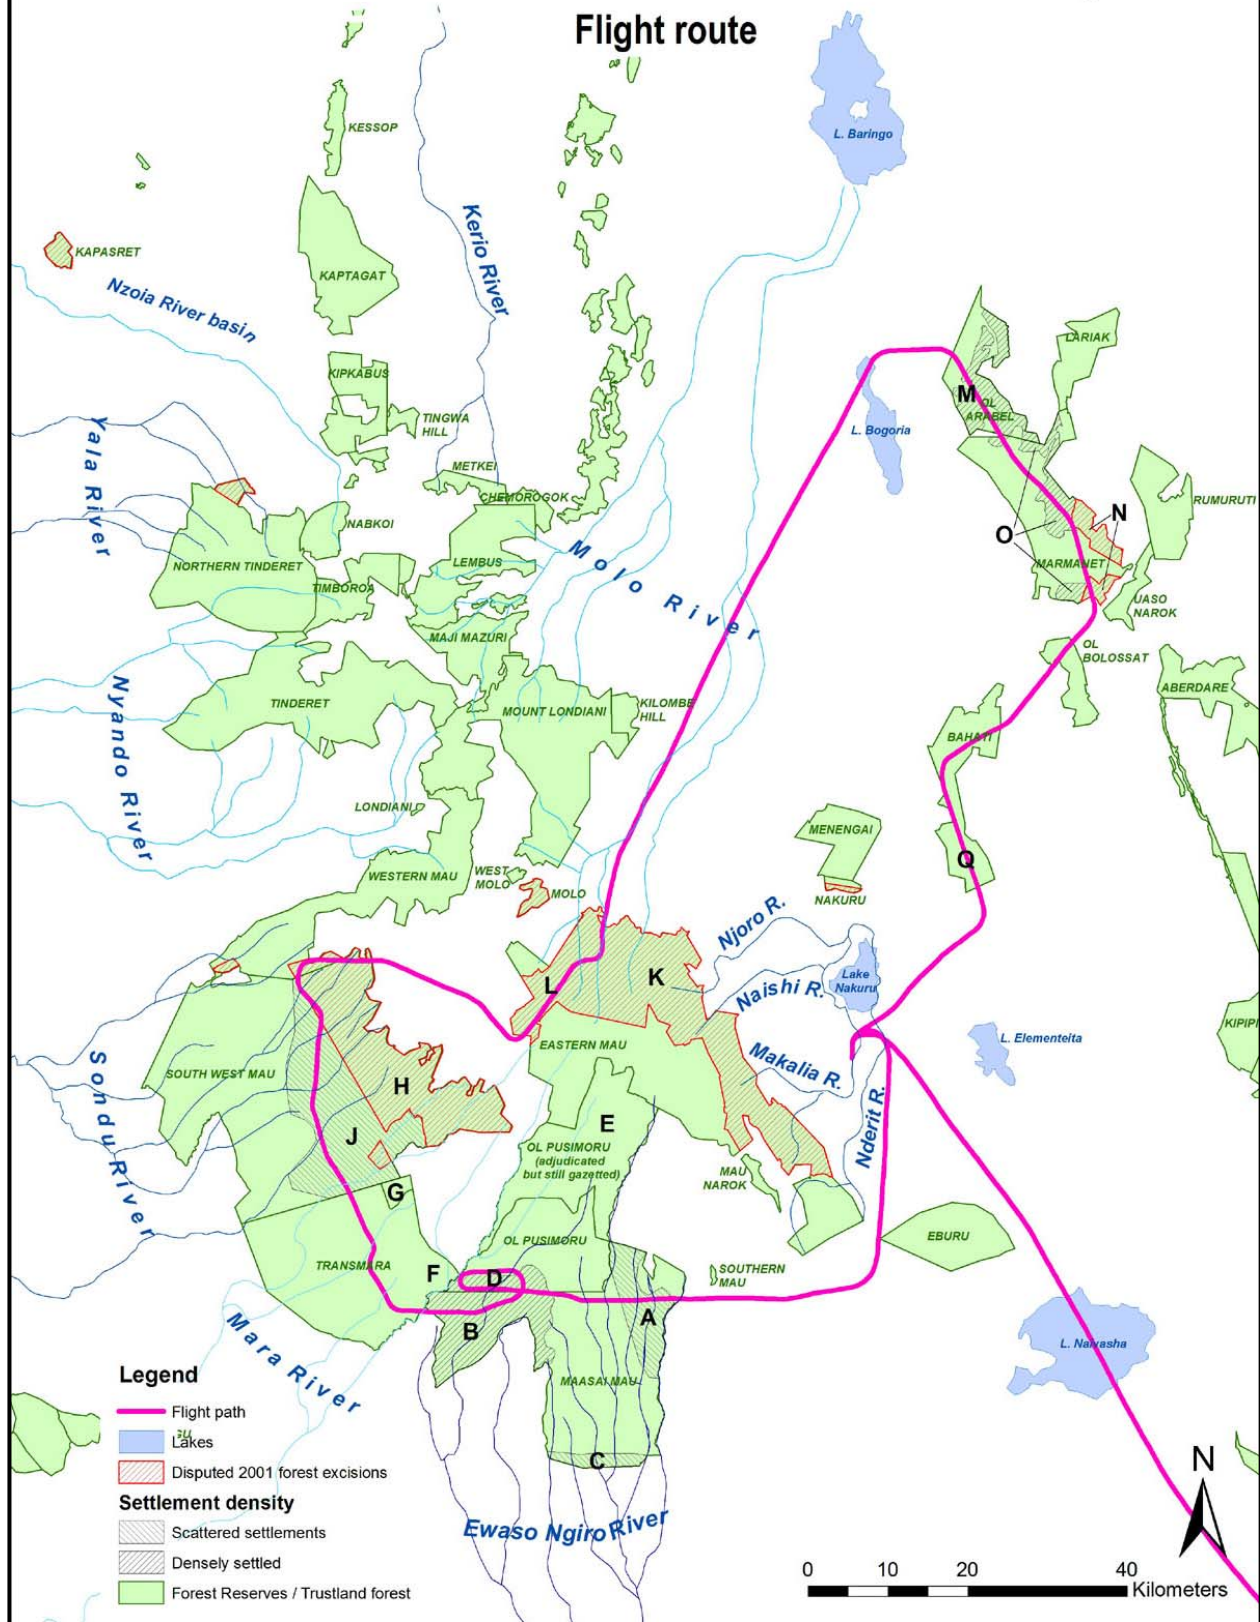 Flight route
L. Baringo
KESSOP
KAPASRET
Kerio River
KAPTAGAT
Nzoia River basin
LARIAK
KIPKABUS
M
OL
ARABEL
L. Bogoria
TINGWA
HILL
Yala River
METKEI
CHEMOROGOK
RUMURUTI
N
NABKOI
O
Molo River
NORTHERN TINDERET
LEMBUS
MARMANET
TIMBOROA
UASO
NAROK
MAJI MAZURI
OL
BOLOSSAT
ABERDARE
TINDERET
MOUNT LONDIANI
KILOMBE
HILL
Nyando River
BAHATI
LONDIANI
MENENGAI
Q
WESTERN MAU
WEST
MOLO
MOLO
NAKURU
Njoro R.
L
K
Lake
Nakuru
Naishi R.
KIPIPI
L. Elementeita
EASTERN MAU
Makalia R.
SOUTH WEST MAU
H
Sondu River
E
Nderit R.
J
OL PUSIMORU
(adjudicated
but still gazetted)
MAU
NAROK
G
OL PUSIMORU
EBURU
TRANSMARA
F
D
SOUTHERN
MAU
A
B
Mara River
L. Naivasha
MAASAI MAU
Legend
Flight path
Lakes
Disputed 2001 forest excisions
C
N
Settlement density
Scattered settlements
Ewaso Ngiro River
Densely settled
Forest Reserves / Trustland forest
0 10 20 40
Kilometers